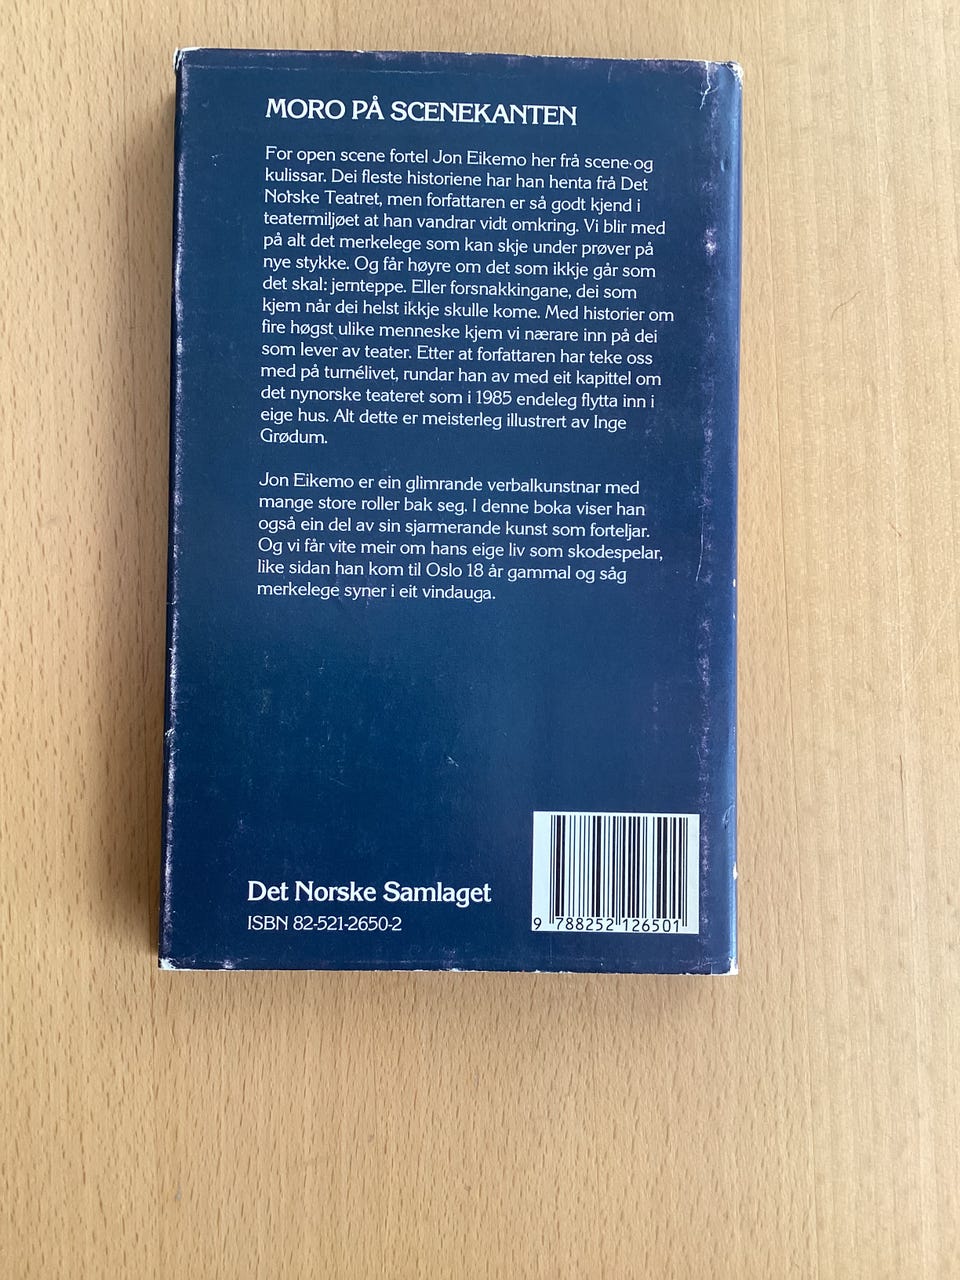 MORO PÅ SCENEKANTEN
For open scene fortel Jon Eikemo her frå scene og
kulissar. Dei fleste historiene har han henta frå Det
Norske Teatret, men forfattaren er så godt kjend i
teatermiljøet at han vandrar vidt omkring. Vi blir med
på alt det merkelege som kan skje under prøver på
nye stykke. Og får høyre om det som ikkje går som
det skal: jernteppe. Eller forsnakkingane, dei som
kjem når dei helst ikkje skulle kome. Med historier om
fire høgst ulike menneske kjem vi nærare inn på dei
som lever av teater. Etter at forfattaren har teke oss
med på turnélivet, rundar han av med eit kapittel om
det nynorske teateret som i 1985 endeleg flytta inn i
eige hus. Alt dette er meisterleg illustrert av Inge
Grødum.
Jon Eikemo er ein glimrande verbalkunstnar med
mange store roller bak seg. I denne boka viser han
også ein del av sin sjarmerande kunst som forteljar.
Og vi får vite meir om hans eige liv som skodespelar,
like sidan han kom til Oslo 18 år gammal og såg
merkelege syner i eit vindauga.
Det Norske Samlaget
ISBN 82-521-2650-2
9 788252 126501